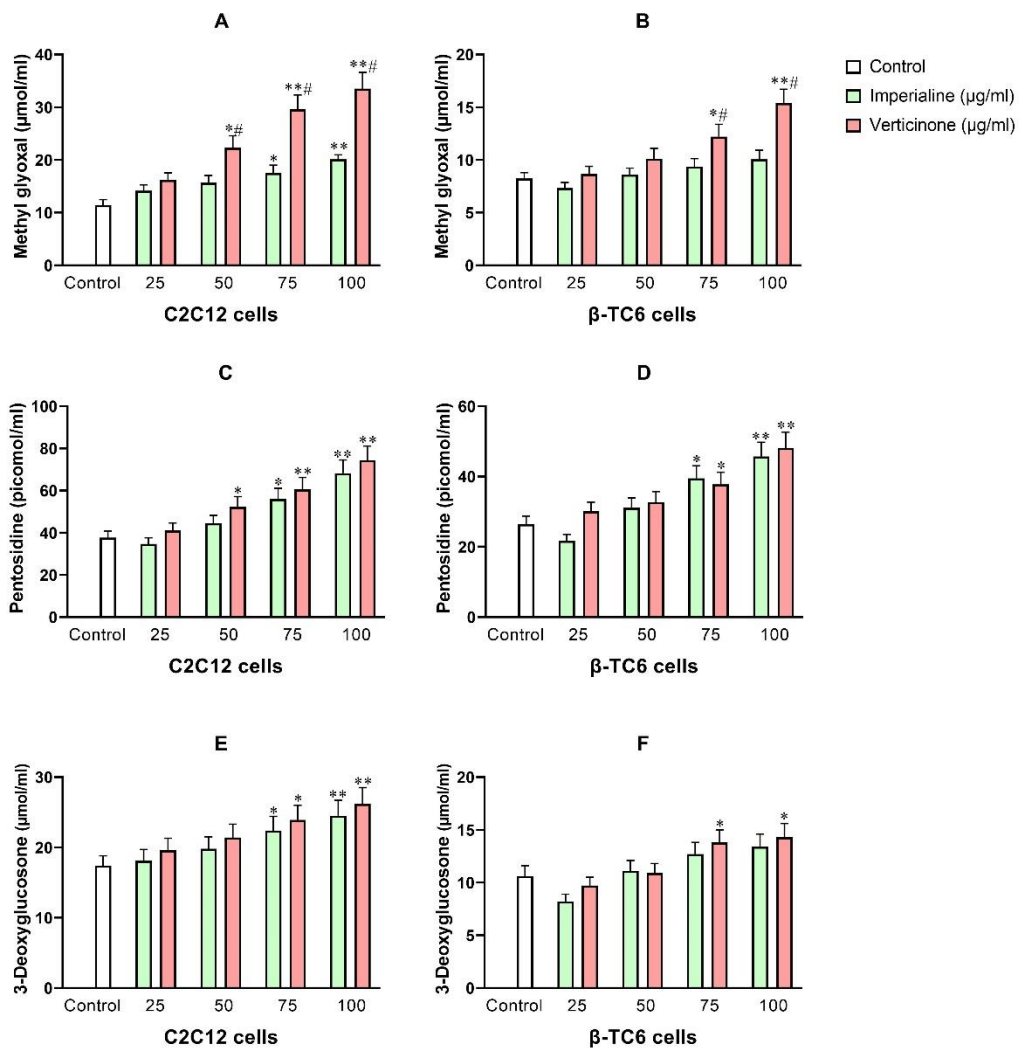 A
Methyl glyoxal (µmol/ml)
40
30
20
10
0
*#
*
**#
**
**#
Control 25 50 75 100
C2C12 cells
B
Methyl glyoxal (µmol/ml)
20
15
10
5
0
*#
**#
Control 25 50 75 100
β-TC6 cells
Control
Imperialine (µg/ml)
Verticinone (µg/ml)
C
Pentosidine (picomol/ml)
100
80
60
40
20
0
*
*
**
**
**
Control 25 50 75 100
C2C12 cells
D
Pentosidine (picomol/ml)
60
40
20
0
*
*
**
**
Control 25 50 75 100
β-TC6 cells
E
3-Deoxyglucosone (µmol/ml)
30
20
10
0
*
*
**
**
Control 25 50 75 100
C2C12 cells
F
3-Deoxyglucosone (µmol/ml)
20
15
10
5
0
*
*
Control 25 50 75 100
β-TC6 cells